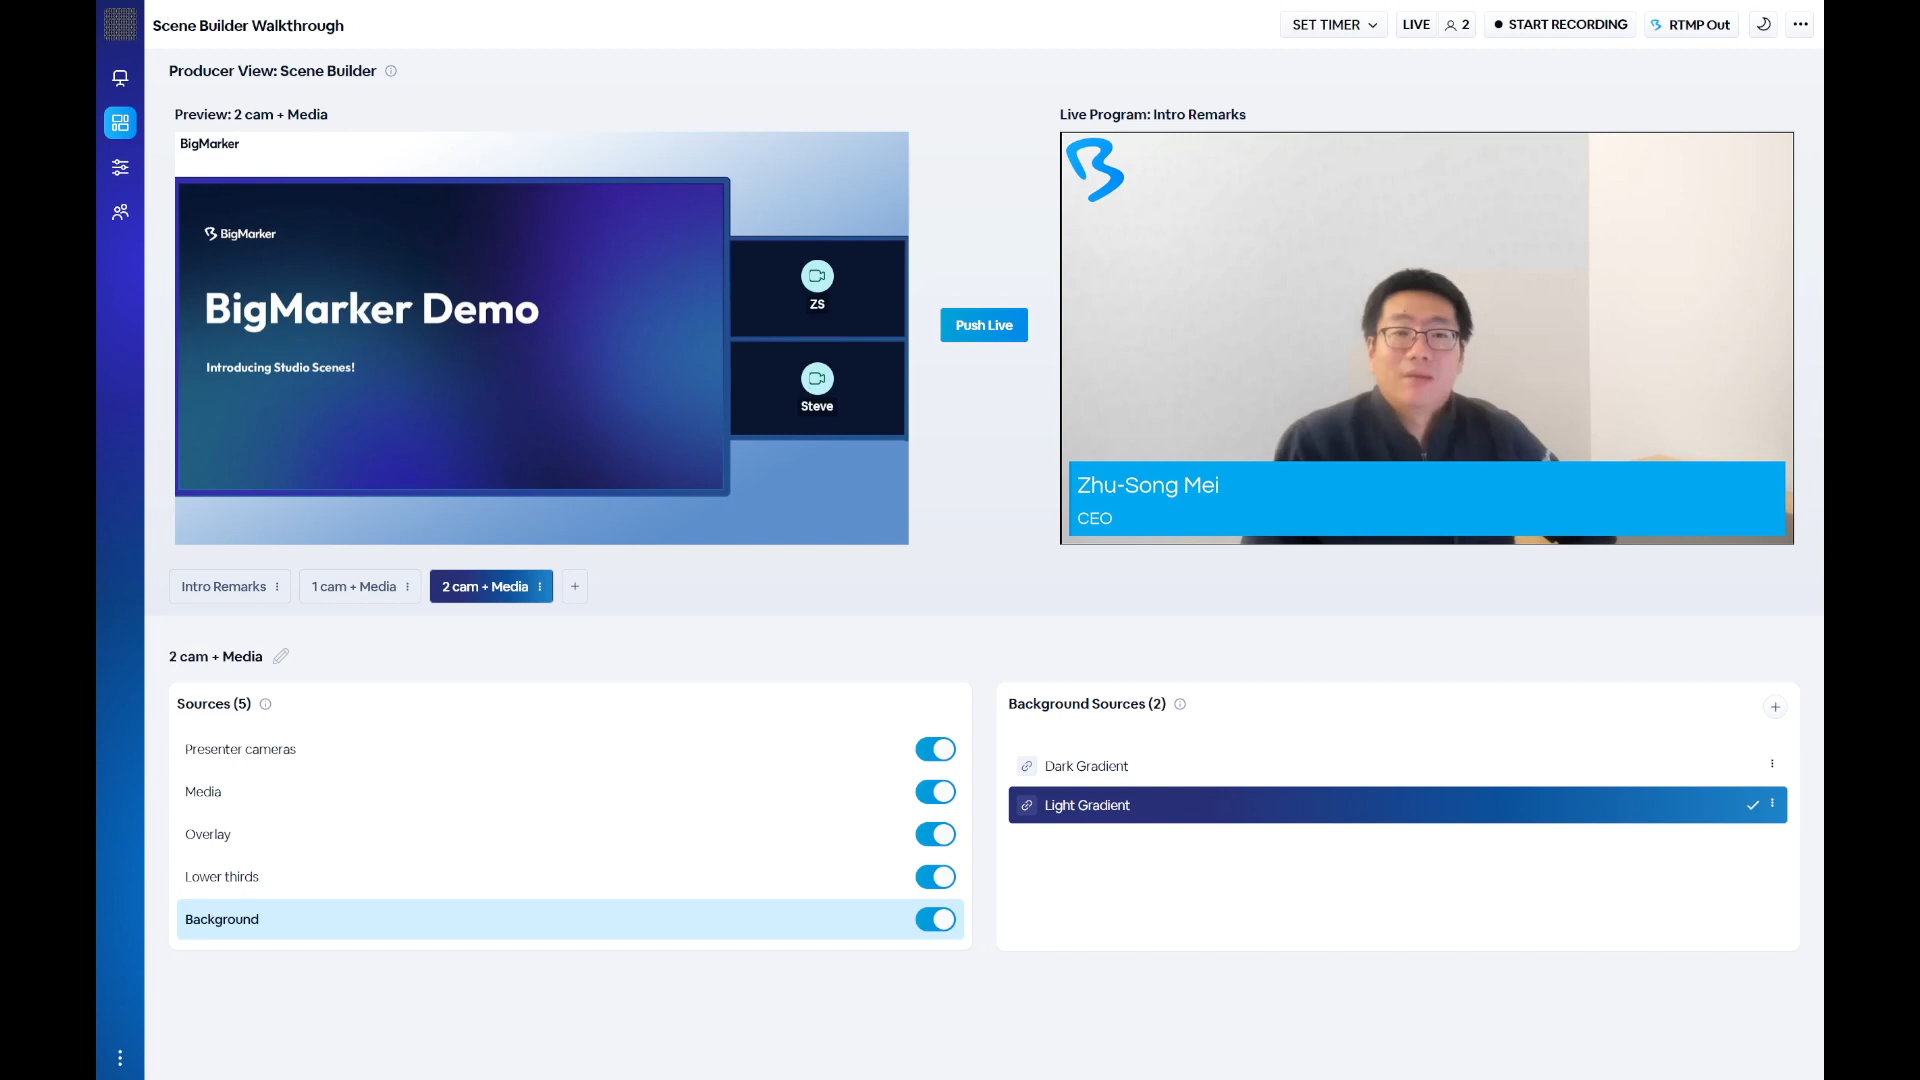 Scene Builder Walkthrough
SET TIMER
LIVE
2
START RECORDING
RTMP Out
Producer View: Scene Builder
Preview: 2 cam + Media
Live Program: Intro Remarks
BigMarker
BigMarker
BigMarker Demo
Introducing Studio Scenes!
ZS
Steve
Push Live
Zhu-Song Mei
CEO
Intro Remarks
1 cam + Media
2 cam + Media
2 cam + Media
Sources (5)
Presenter cameras
Media
Overlay
Lower thirds
Background
Background Sources (2)
Dark Gradient
Light Gradient